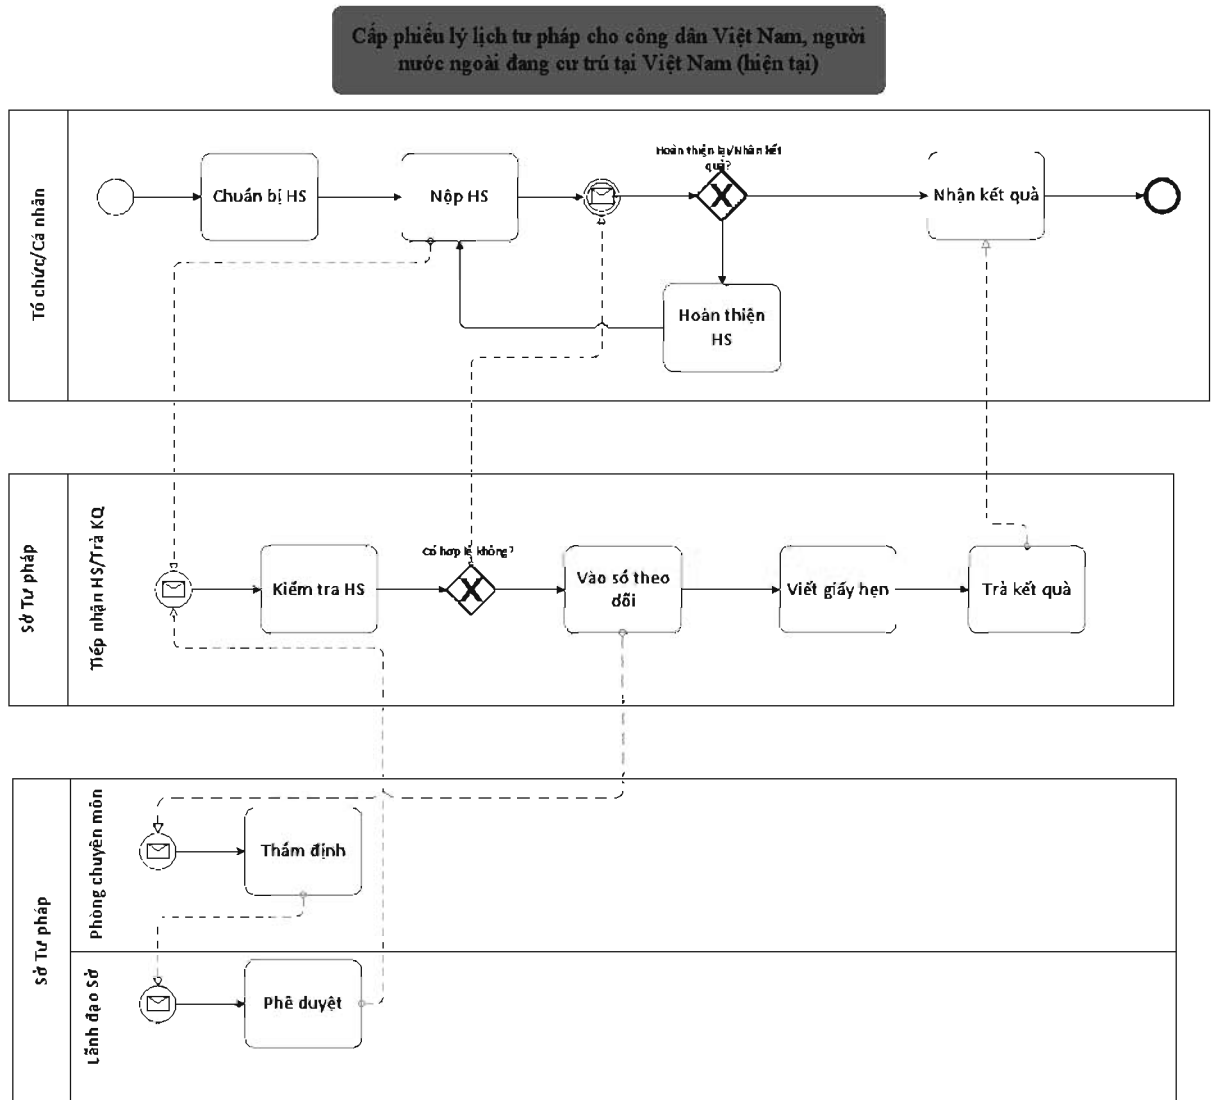 Cấp phiếu lý lịch tư pháp cho công dân Việt Nam, người
nước ngoài đang cư trú tại Việt Nam (hiện tại)
Tổ chức/Cá nhân
Chuẩn bị HS
Nộp HS
Hoàn thiện lại/Nhận kết
quả?
Nhận kết quả
Hoàn thiện
HS
Sở Tư pháp
Tiếp nhận HS/Trả KQ
Kiểm tra HS
Có hợp lệ không?
Vào sổ theo
dõi
Viết giấy hẹn
Trả kết quả
Sở Tư pháp
Phòng chuyên môn
Thẩm định
Lãnh đạo Sở
Phê duyệt